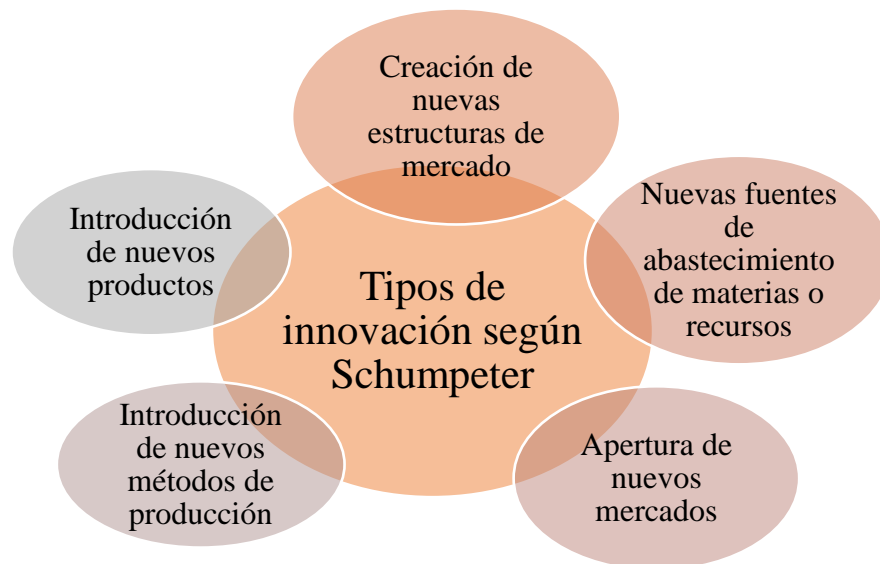 Creación de
nuevas
estructuras de
mercado
Nuevas fuentes
de
abastecimiento
de materias o
recursos
Introducción
de nuevos
productos
Tipos de
innovación según
Schumpeter
Introducción
de nuevos
métodos de
producción
Apertura de
nuevos
mercados